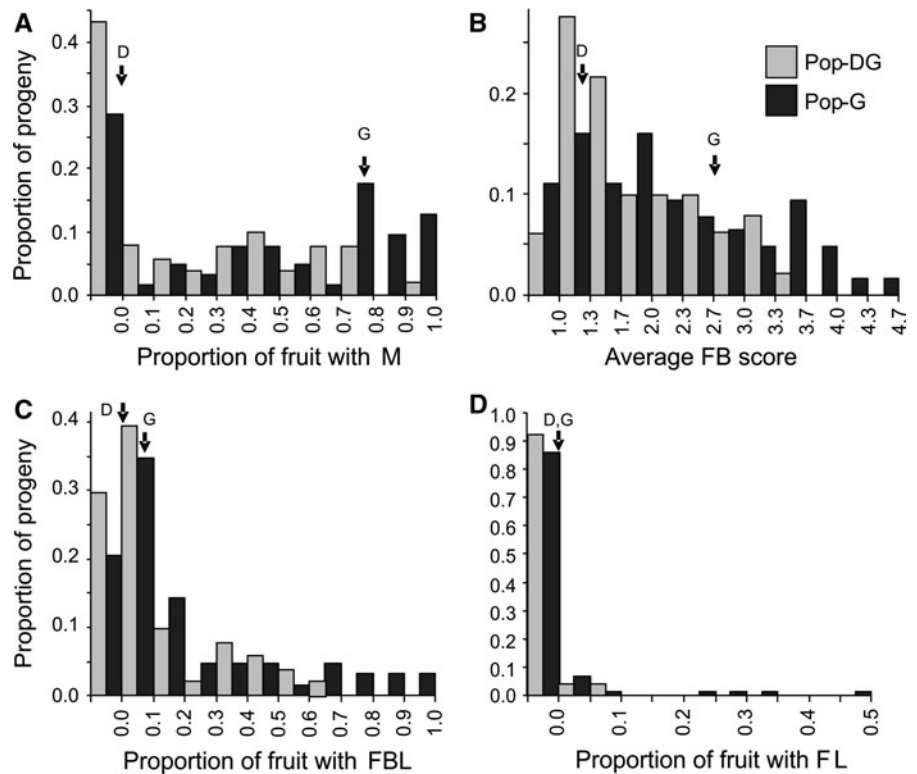 A
Proportion of progeny
0.4
0.3
0.2
0.1
0.0
D
G
0.0 0.1 0.2 0.3 0.4 0.5 0.6 0.7 0.8 0.9 1.0
Proportion of fruit with M
B
0.2
0.1
0.0
D
G
Pop-DG
Pop-G
1.0 1.3 1.7 2.0 2.3 2.7 3.0 3.3 3.7 4.0 4.3 4.7
Average FB score
C
Proportion of progeny
0.4
0.3
0.2
0.1
0.0
D
G
0.0 0.1 0.2 0.3 0.4 0.5 0.6 0.7 0.8 0.9 1.0
Proportion of fruit with FBL
D
1.0
0.9
0.8
0.7
0.6
0.5
0.4
0.3
0.2
0.1
0.0
D,G
0.0 0.1 0.2 0.3 0.5
Proportion of fruit with FL